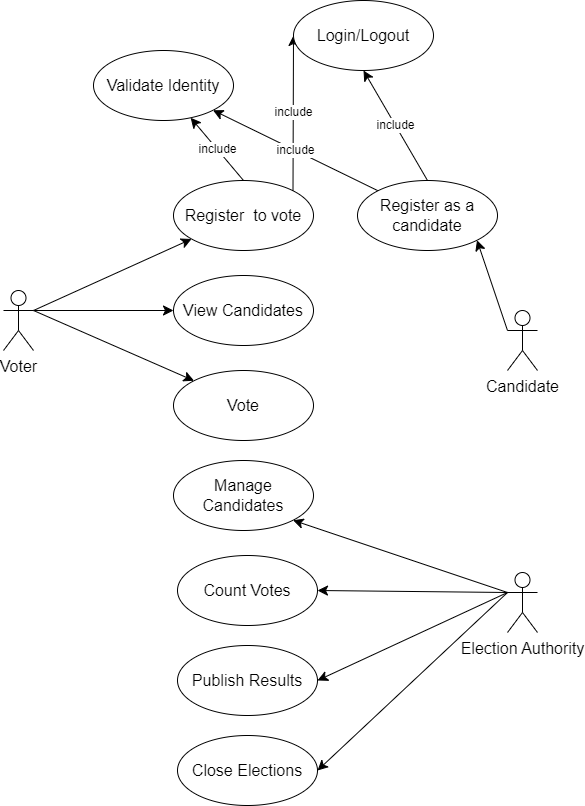 Login/Logout
Validate Identity
include
include
include
include
Register to vote
Register as a
candidate
View Candidates
Voter
Candidate
Vote
Manage
Candidates
Count Votes
Election Authority
Publish Results
Close Elections